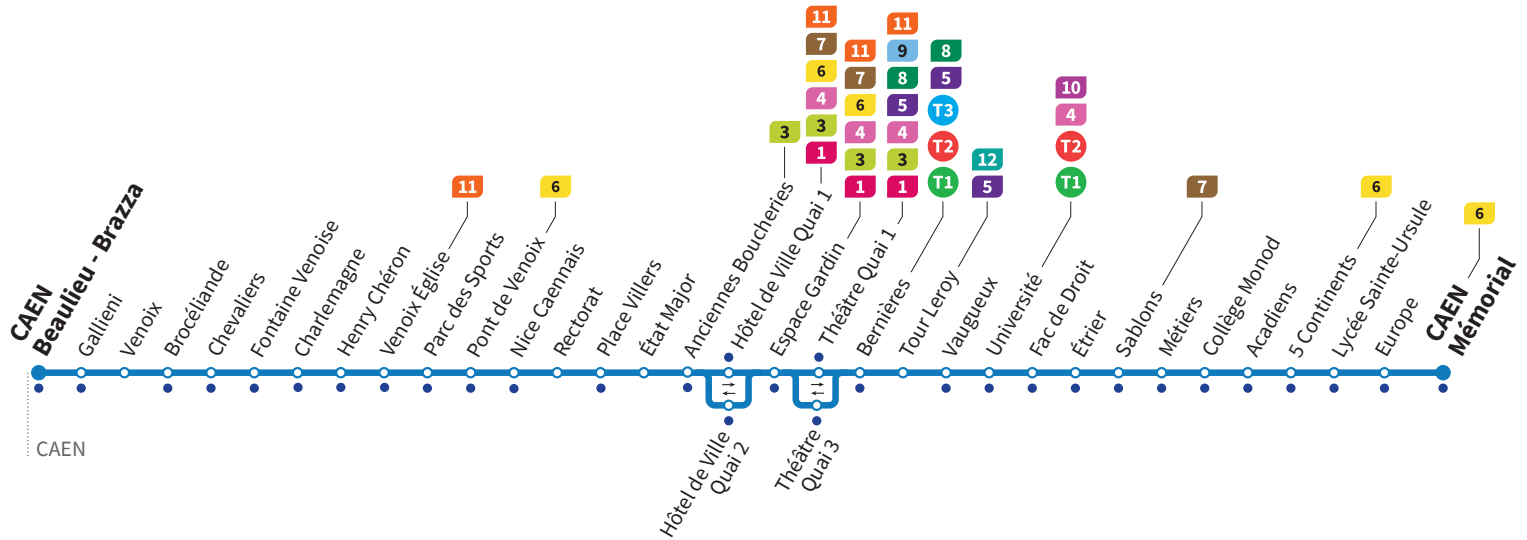 CAEN
Beaulieu - Brazza
Gallieni
Venoix
Brocéliande
Chevaliers
Fontaine Venoise
Charlemagne
Henry Chéron
Venoix Église
11
Parc des Sports
Pont de Venoix
6
Nice Caennais
Rectorat
Place Villers
État Major
Anciennes Boucheries
3
Hôtel de Ville Quai 1
11
7
6
4
3
1
Hôtel de Ville
Quai 2
Espace Gardin
11
7
6
4
3
1
Théâtre Quai 1
11
9
8
5
4
3
1
Théâtre
Quai 3
Bernières
8
5
T3
T2
T1
Tour Leroy
12
5
Vaugueux
Université
10
4
T2
T1
Fac de Droit
Étrier
Sablons
7
Métiers
Collège Monod
Acadiens
5 Continents
6
Lycée Sainte-Ursule
Europe
CAEN
Mémorial
6
CAEN